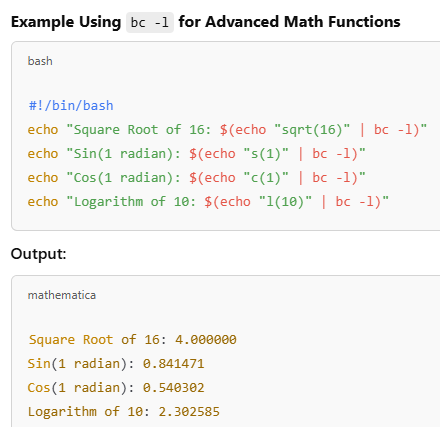 Example Using bc -l for Advanced Math Functions
bash
#!/bin/bash
echo "Square Root of 16: $(echo "sqrt(16)" | bc -l)"
echo "Sin(1 radian): $(echo "s(1)" | bc -l)"
echo "Cos(1 radian): $(echo "c(1)" | bc -l)"
echo "Logarithm of 10: $(echo "l(10)" | bc -l)"
Output:
mathematica
Square Root of 16: 4.000000
Sin(1 radian): 0.841471
Cos(1 radian): 0.540302
Logarithm of 10: 2.302585